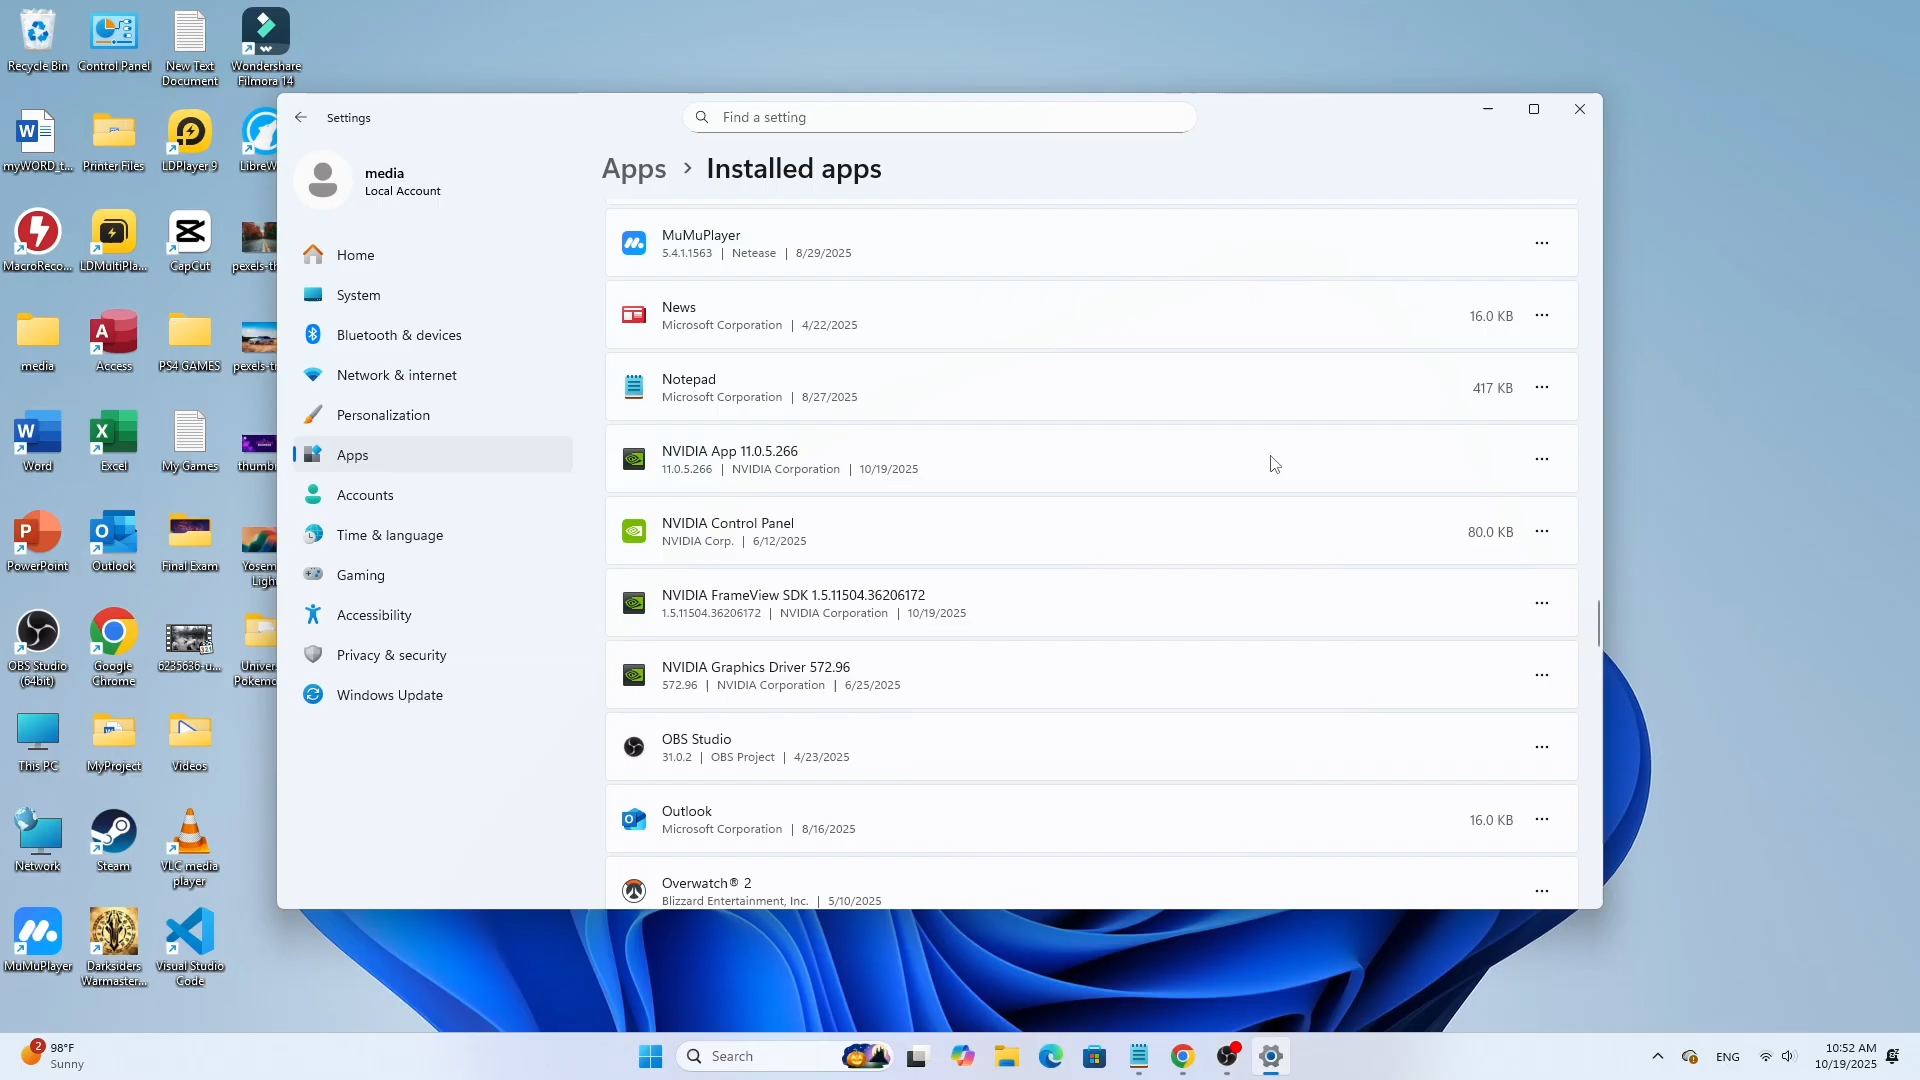 Recycle Bin
Control Panel
New Text
Document
Wondershare
Filmora 14
myWORD_t...
Printer Files
LDPlayer 9
LibreW
MacroReco...
LDMultiPla...
CapCut
pexels-th
media
Access
PS4 GAMES
pexels-ti
Word
Excel
My Games
thumbn
PowerPoint
Outlook
Final Exam
Yosem
Ligh
OBS Studio
(64bit)
Google
Chrome
6235636-u...
Univers
Pokemo
This PC
MyProject
Videos
Network
Steam
VLC media
player
MuMuPlayer
Darksiders
Warmaster...
Visual Studio
Code
Settings
Find a setting
media
Local Account
Home
System
Bluetooth & devices
Network & internet
Personalization
Apps
Accounts
Time & language
Gaming
Accessibility
Privacy & security
Windows Update
Apps > Installed apps
MuMuPlayer
5.4.1.1563 | Netease | 8/29/2025
News
Microsoft Corporation | 4/22/2025
16.0 KB
Notepad
Microsoft Corporation | 8/27/2025
417 KB
NVIDIA App 11.0.5.266
11.0.5.266 | NVIDIA Corporation | 10/19/2025
NVIDIA Control Panel
NVIDIA Corp. | 6/12/2025
80.0 KB
NVIDIA FrameView SDK 1.5.11504.36206172
1.5.11504.36206172 | NVIDIA Corporation | 10/19/2025
NVIDIA Graphics Driver 572.96
572.96 | NVIDIA Corporation | 6/25/2025
OBS Studio
31.0.2 | OBS Project | 4/23/2025
Outlook
Microsoft Corporation | 8/16/2025
16.0 KB
Overwatch® 2
Blizzard Entertainment, Inc. | 5/10/2025
2
98°F
Sunny
Search
ENG
10:52 AM
10/19/2025